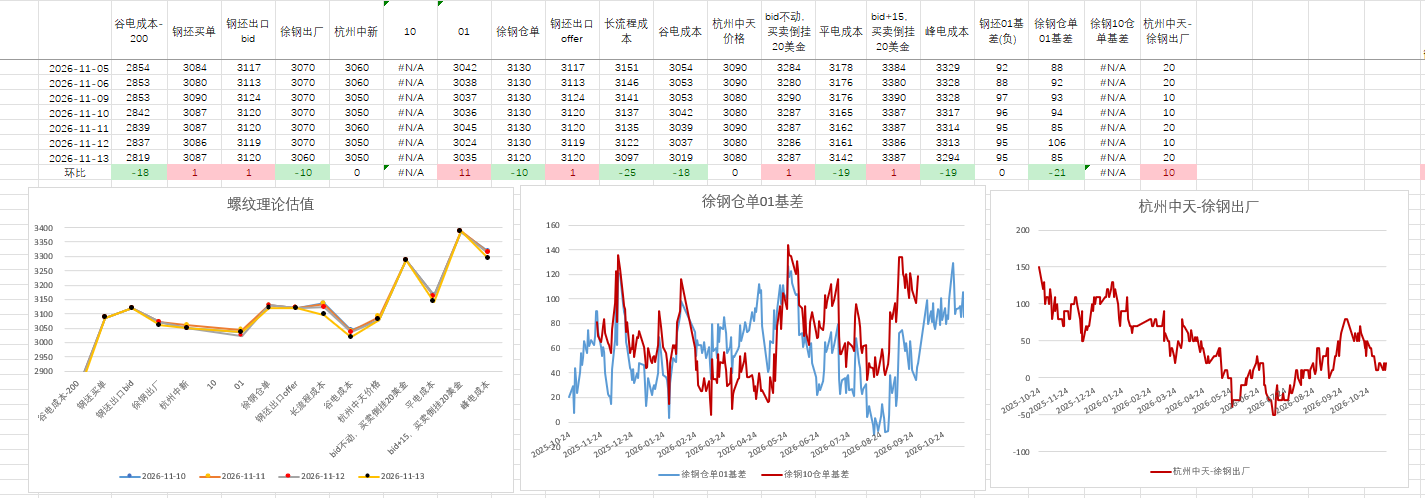 谷电成本-200 钢坯买单 钢坯出口bid 徐钢出厂 杭州中新 10 01 徐钢仓单 钢坯出口offer 长流程成本 谷电成本 杭州中天价格 bid不动，买卖倒挂20美金 平电成本 bid+15，买卖倒挂20美金 峰电成本 钢坯01基差(负) 徐钢仓单01基差 徐钢10仓单基差 杭州中天-徐钢出厂
2026-11-05 2854 3084 3117 3070 3060 #N/A 3042 3130 3117 3151 3054 3090 3284 3178 3384 3329 92 88 #N/A 20
2026-11-06 2853 3080 3113 3070 3060 #N/A 3038 3130 3113 3146 3053 3090 3280 3176 3380 3328 88 92 #N/A 20
2026-11-09 2853 3090 3124 3070 3050 #N/A 3037 3130 3124 3141 3053 3080 3290 3176 3390 3328 97 93 #N/A 10
2026-11-10 2842 3087 3120 3070 3050 #N/A 3036 3130 3120 3137 3042 3080 3287 3165 3387 3317 96 94 #N/A 10
2026-11-11 2839 3087 3120 3070 3060 #N/A 3045 3130 3120 3135 3039 3090 3287 3162 3387 3314 95 85 #N/A 20
2026-11-12 2837 3086 3119 3070 3050 #N/A 3024 3130 3119 3122 3037 3080 3286 3161 3386 3313 95 106 #N/A 10
2026-11-13 2819 3087 3120 3060 3050 #N/A 3035 3120 3120 3097 3019 3080 3287 3142 3387 3294 95 85 #N/A 20
环比 -18 1 1 -10 0 #N/A 11 -10 1 -25 -18 0 1 -19 1 -19 0 -21 #N/A 10
螺纹理论估值
3400
3350
3300
3250
3200
3150
3100
3050
3000
2950
2900
谷电成本-200 钢坯买单 钢坯出口bid 徐钢出厂 杭州中新 10 01 徐钢仓单 钢坯出口offer 长流程成本 谷电成本 杭州中天价格 bid不动，买卖倒挂20美金 平电成本 bid+15，买卖倒挂20美金 峰电成本
2026-11-10 2026-11-11 2026-11-12 2026-11-13
徐钢仓单01基差
160
140
120
100
80
60
40
20
0
-20
2025-10-24 2025-11-24 2025-12-24 2026-01-24 2026-02-24 2026-03-24 2026-04-24 2026-05-24 2026-06-24 2026-07-24 2026-08-24 2026-09-24 2026-10-24
徐钢仓单01基差 徐钢10仓单基差
杭州中天-徐钢出厂
200
150
100
50
0
-50
-100
2025-10-24 2025-11-24 2025-12-24 2026-01-24 2026-02-24 2026-03-24 2026-04-24 2026-05-24 2026-06-24 2026-07-24 2026-08-24 2026-09-24 2026-10-24
杭州中天-徐钢出厂